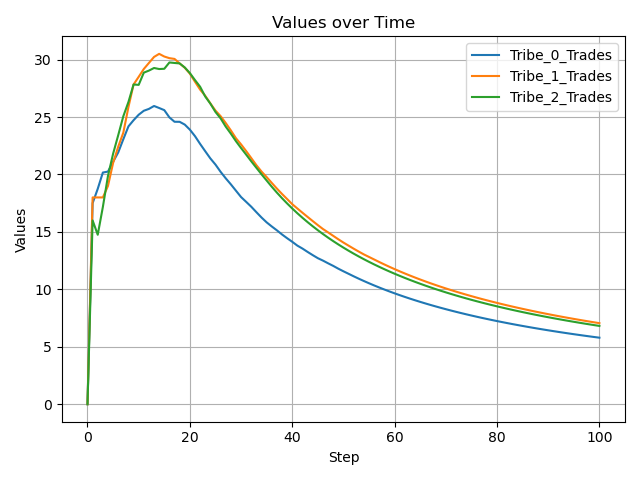 Values over Time
Tribe_0_Trades
Tribe_1_Trades
Tribe_2_Trades
Values
30
25
20
15
10
5
0
0 20 40 60 80 100
Step